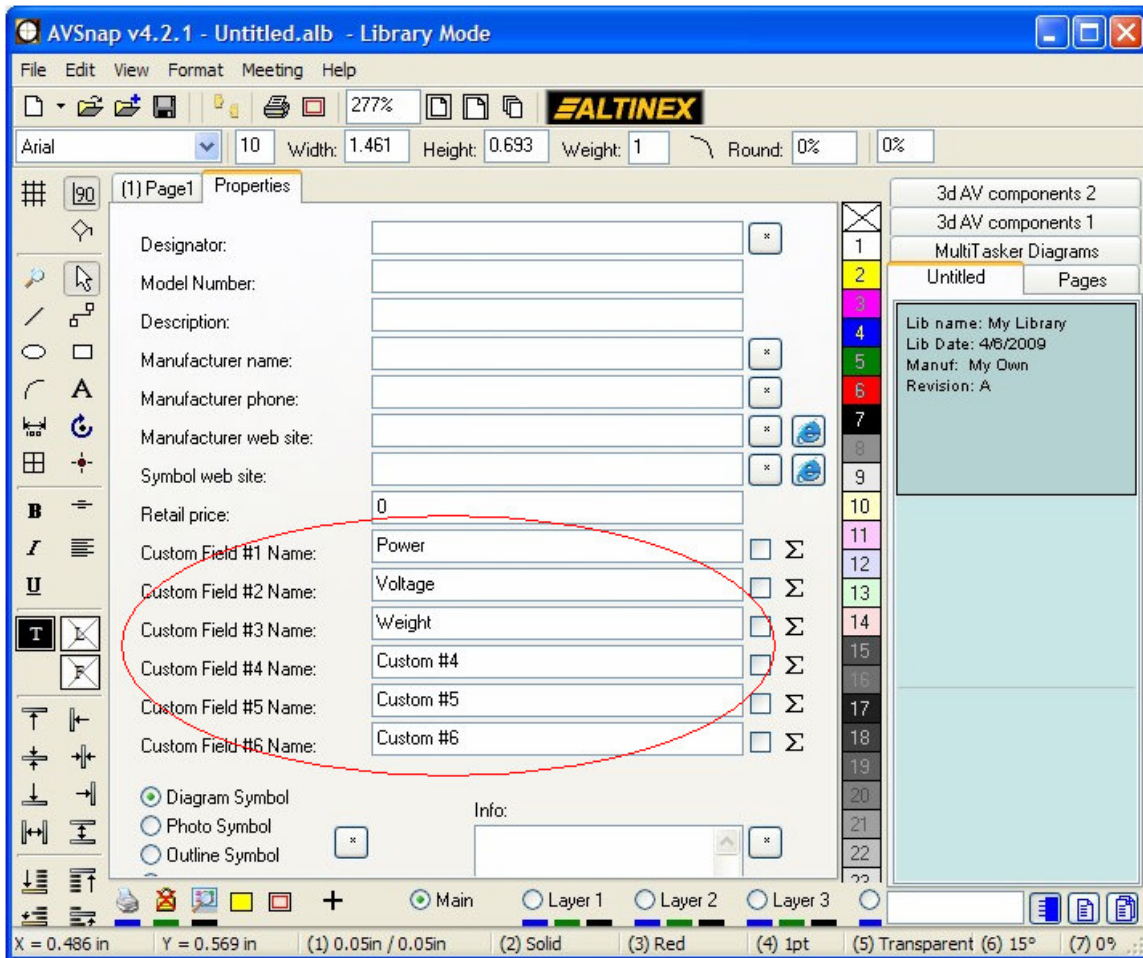 AVSnap v4.2.1 - Untitled.alb - Library Mode
File Edit View Format Meeting Help
277% ALTINEX
Arial 10 Width: 1.461 Height: 0.693 Weight: 1 Round: 0% 0%
90 (1) Page1 Properties
Designator:
Model Number:
Description:
Manufacturer name:
Manufacturer phone:
Manufacturer web site:
Symbol web site:
Retail price: 0
Custom Field #1 Name: Power Σ
Custom Field #2 Name: Voltage Σ
Custom Field #3 Name: Weight Σ
Custom Field #4 Name: Custom #4 Σ
Custom Field #5 Name: Custom #5 Σ
Custom Field #6 Name: Custom #6 Σ
Diagram Symbol
Photo Symbol
Outline Symbol
Info:
A
B
I
U
T
L
F
1
2
3
4
5
6
7
8
9
10
11
12
13
14
15
16
17
18
19
20
21
22
23
3d AV components 2
3d AV components 1
MultiTasker Diagrams
Untitled Pages
Lib name: My Library
Lib Date: 4/6/2009
Manuf: My Own
Revision: A
Main Layer 1 Layer 2 Layer 3
X = 0.486 in Y = 0.569 in (1) 0.05in / 0.05in (2) Solid (3) Red (4) 1pt (5) Transparent (6) 15° (7) 0%